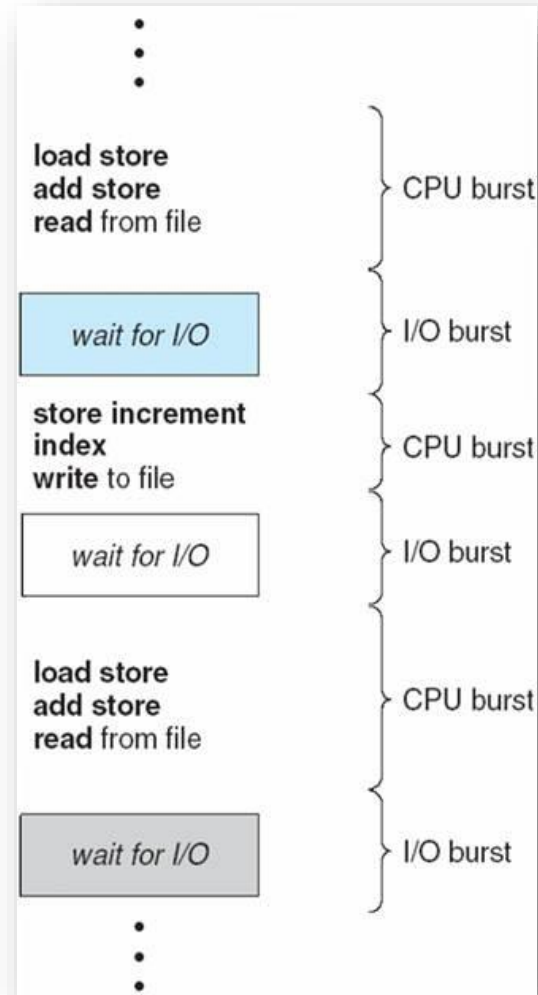 load store
add store
read from file
CPU burst
wait for I/O
I/O burst
store increment
index
write to file
CPU burst
wait for I/O
I/O burst
load store
add store
read from file
CPU burst
wait for I/O
I/O burst